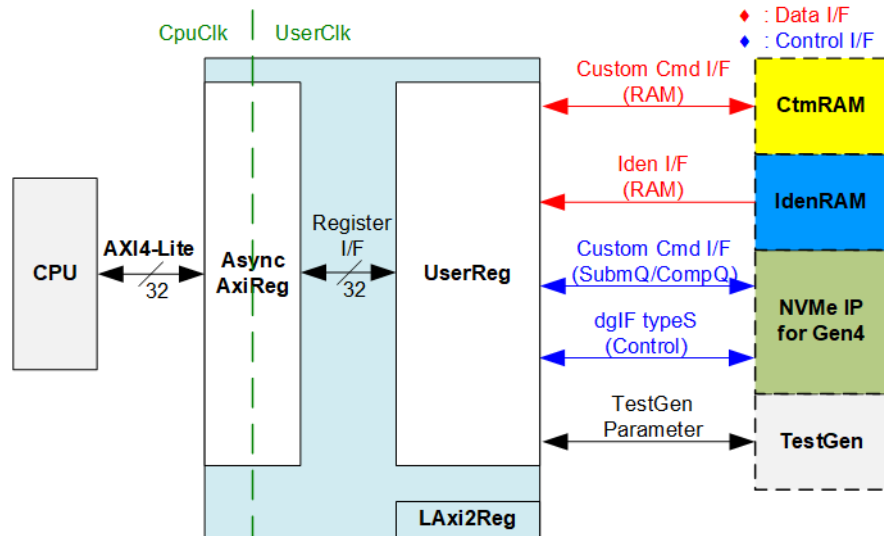 CpuClk
UserClk
♦ : Data I/F
♦ : Control I/F
Custom Cmd I/F
(RAM)
CtmRAM
Iden I/F
(RAM)
IdenRAM
CPU
AXI4-Lite
32
Async
AxiReg
Register
I/F
32
UserReg
Custom Cmd I/F
(SubmQ/CompQ)
dgIF typeS
(Control)
NVMe IP
for Gen4
TestGen
Parameter
TestGen
LAxi2Reg